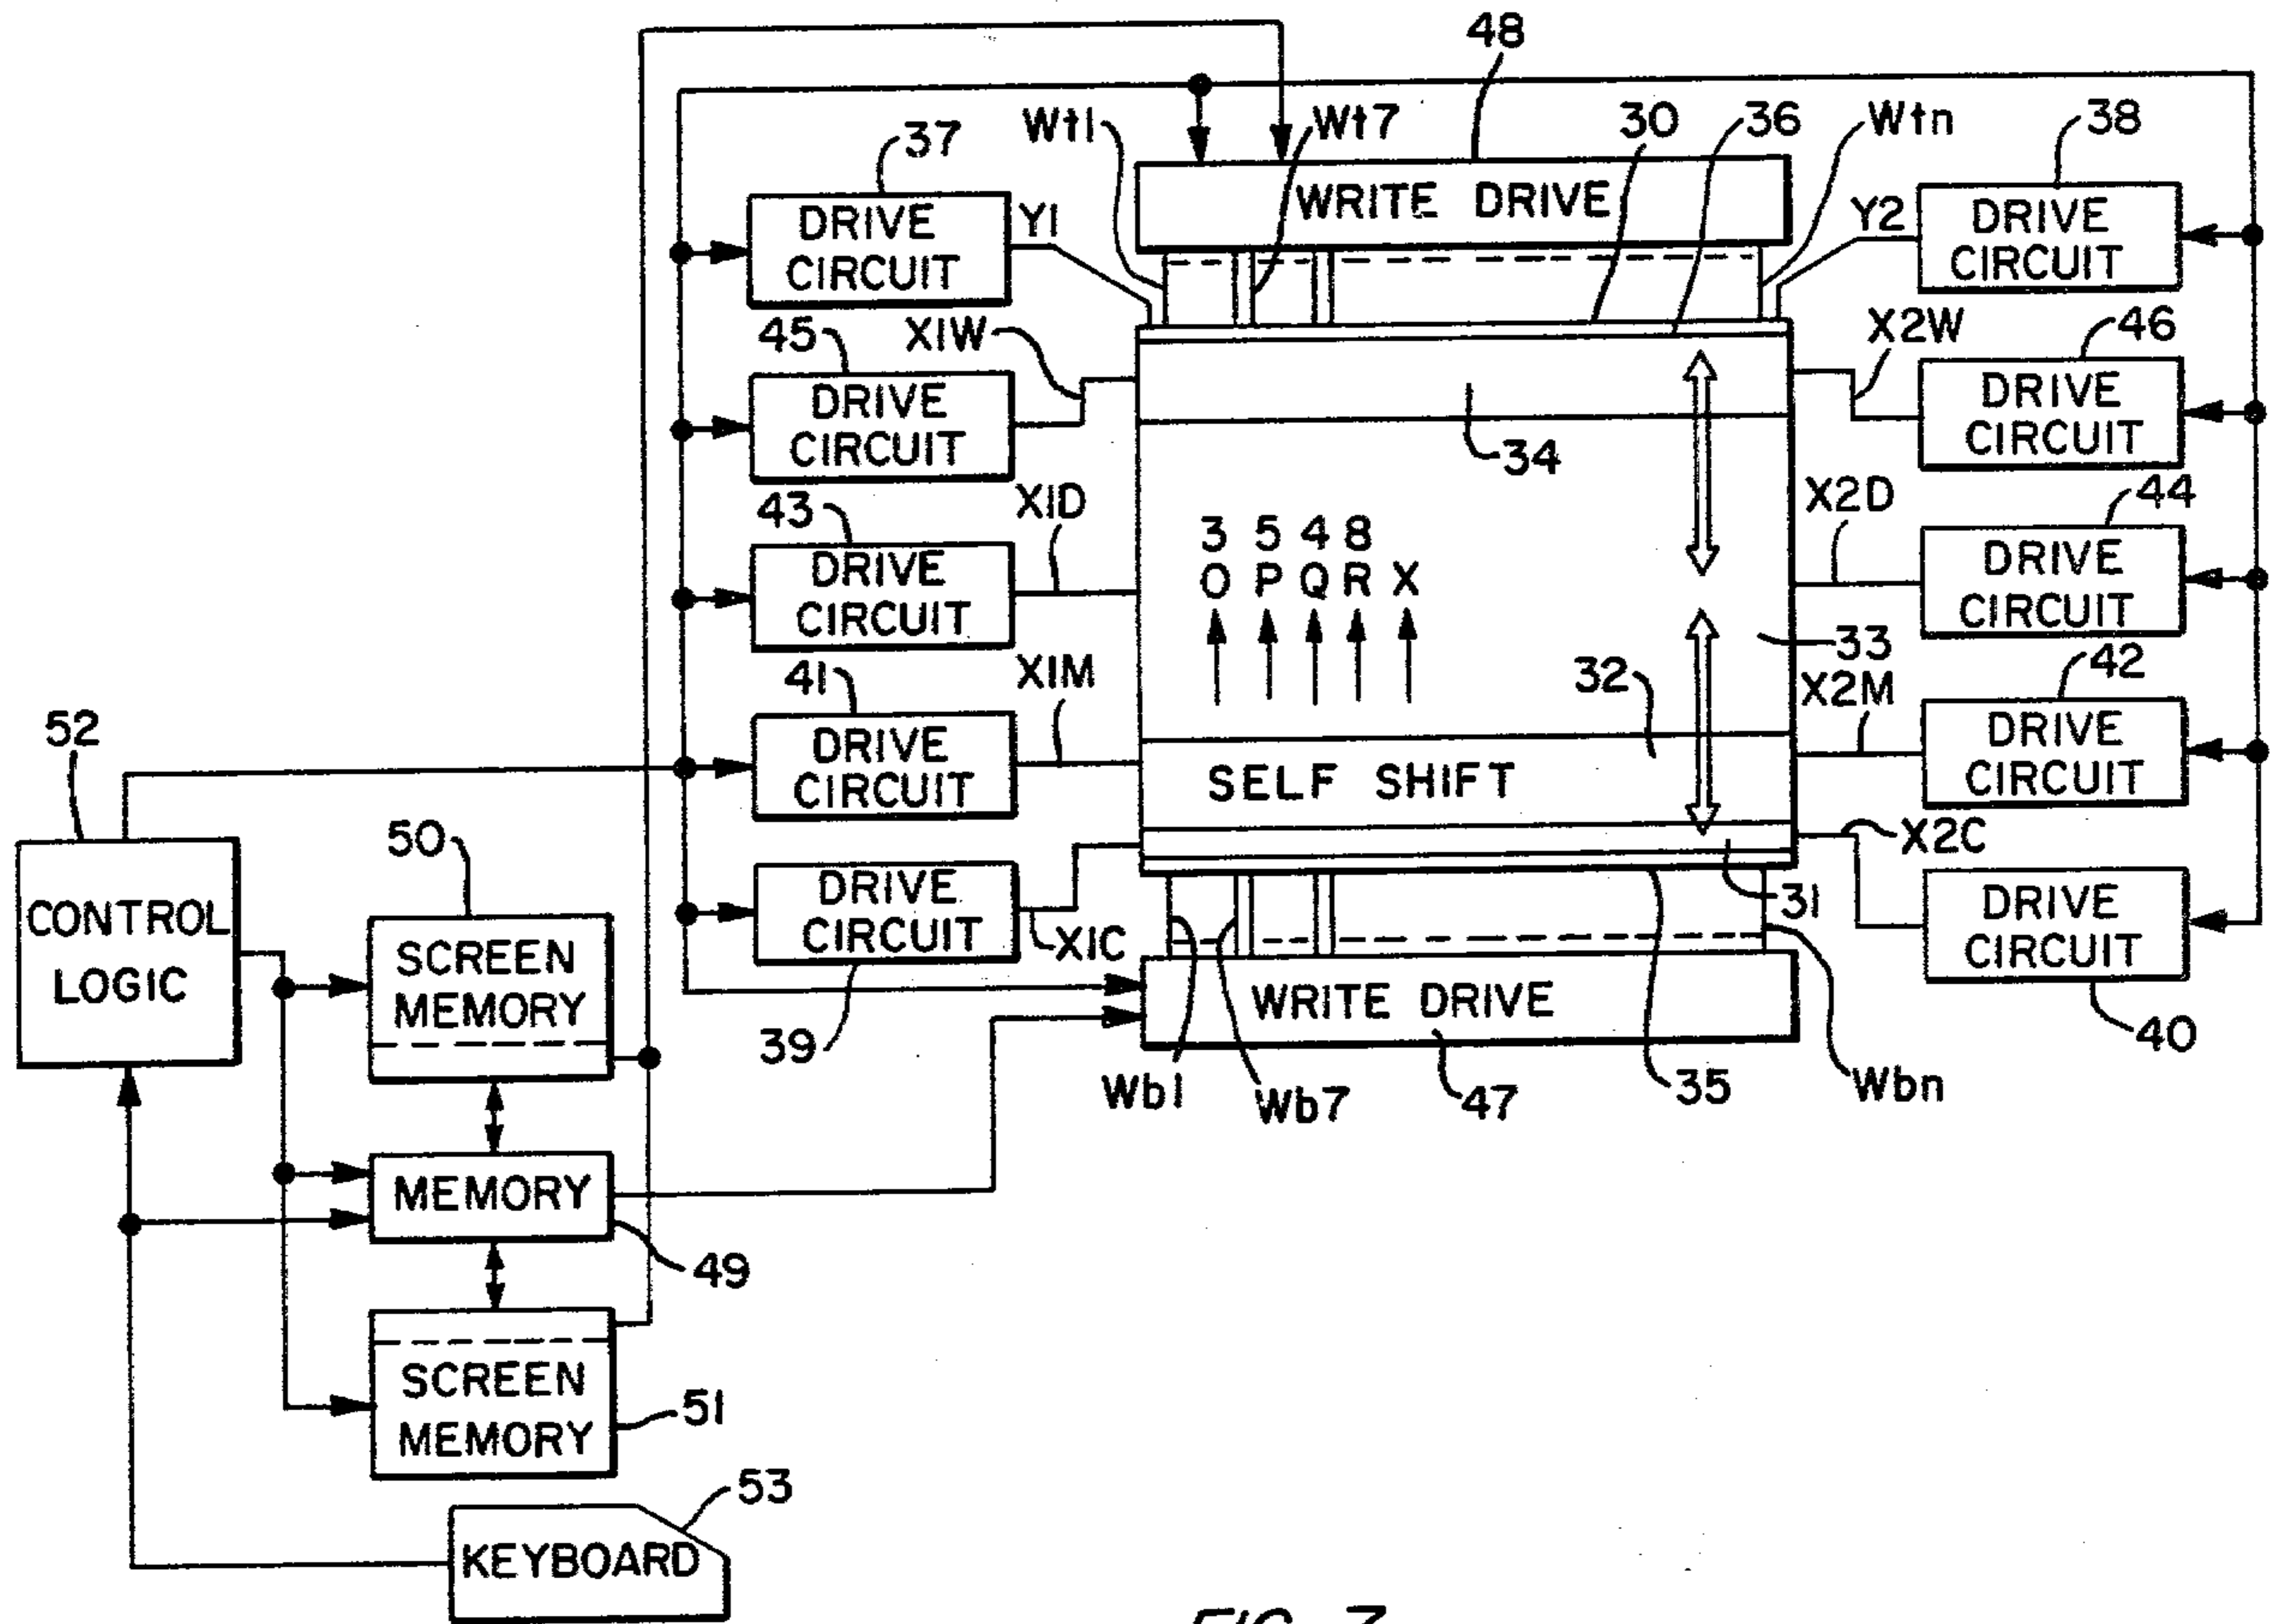 48
Wt1
Wt7
30
36
Wtn
38
37
WRITE DRIVE
DRIVE
CIRCUIT
Y1
Y2
DRIVE
CIRCUIT
45
X1W
X2W
46
DRIVE
CIRCUIT
34
DRIVE
CIRCUIT
43
X1D
X2D
44
DRIVE
CIRCUIT
3 5 4 8
O P Q R X
DRIVE
CIRCUIT
33
41
X1M
32
X2M
42
DRIVE
CIRCUIT
SELF SHIFT
DRIVE
CIRCUIT
52
50
X2C
CONTROL
LOGIC
SCREEN
MEMORY
DRIVE
CIRCUIT
X1C
31
DRIVE
CIRCUIT
39
WRITE DRIVE
40
Wb1
Wb7
47
35
Wbn
MEMORY
49
SCREEN
MEMORY
51
53
KEYBOARD